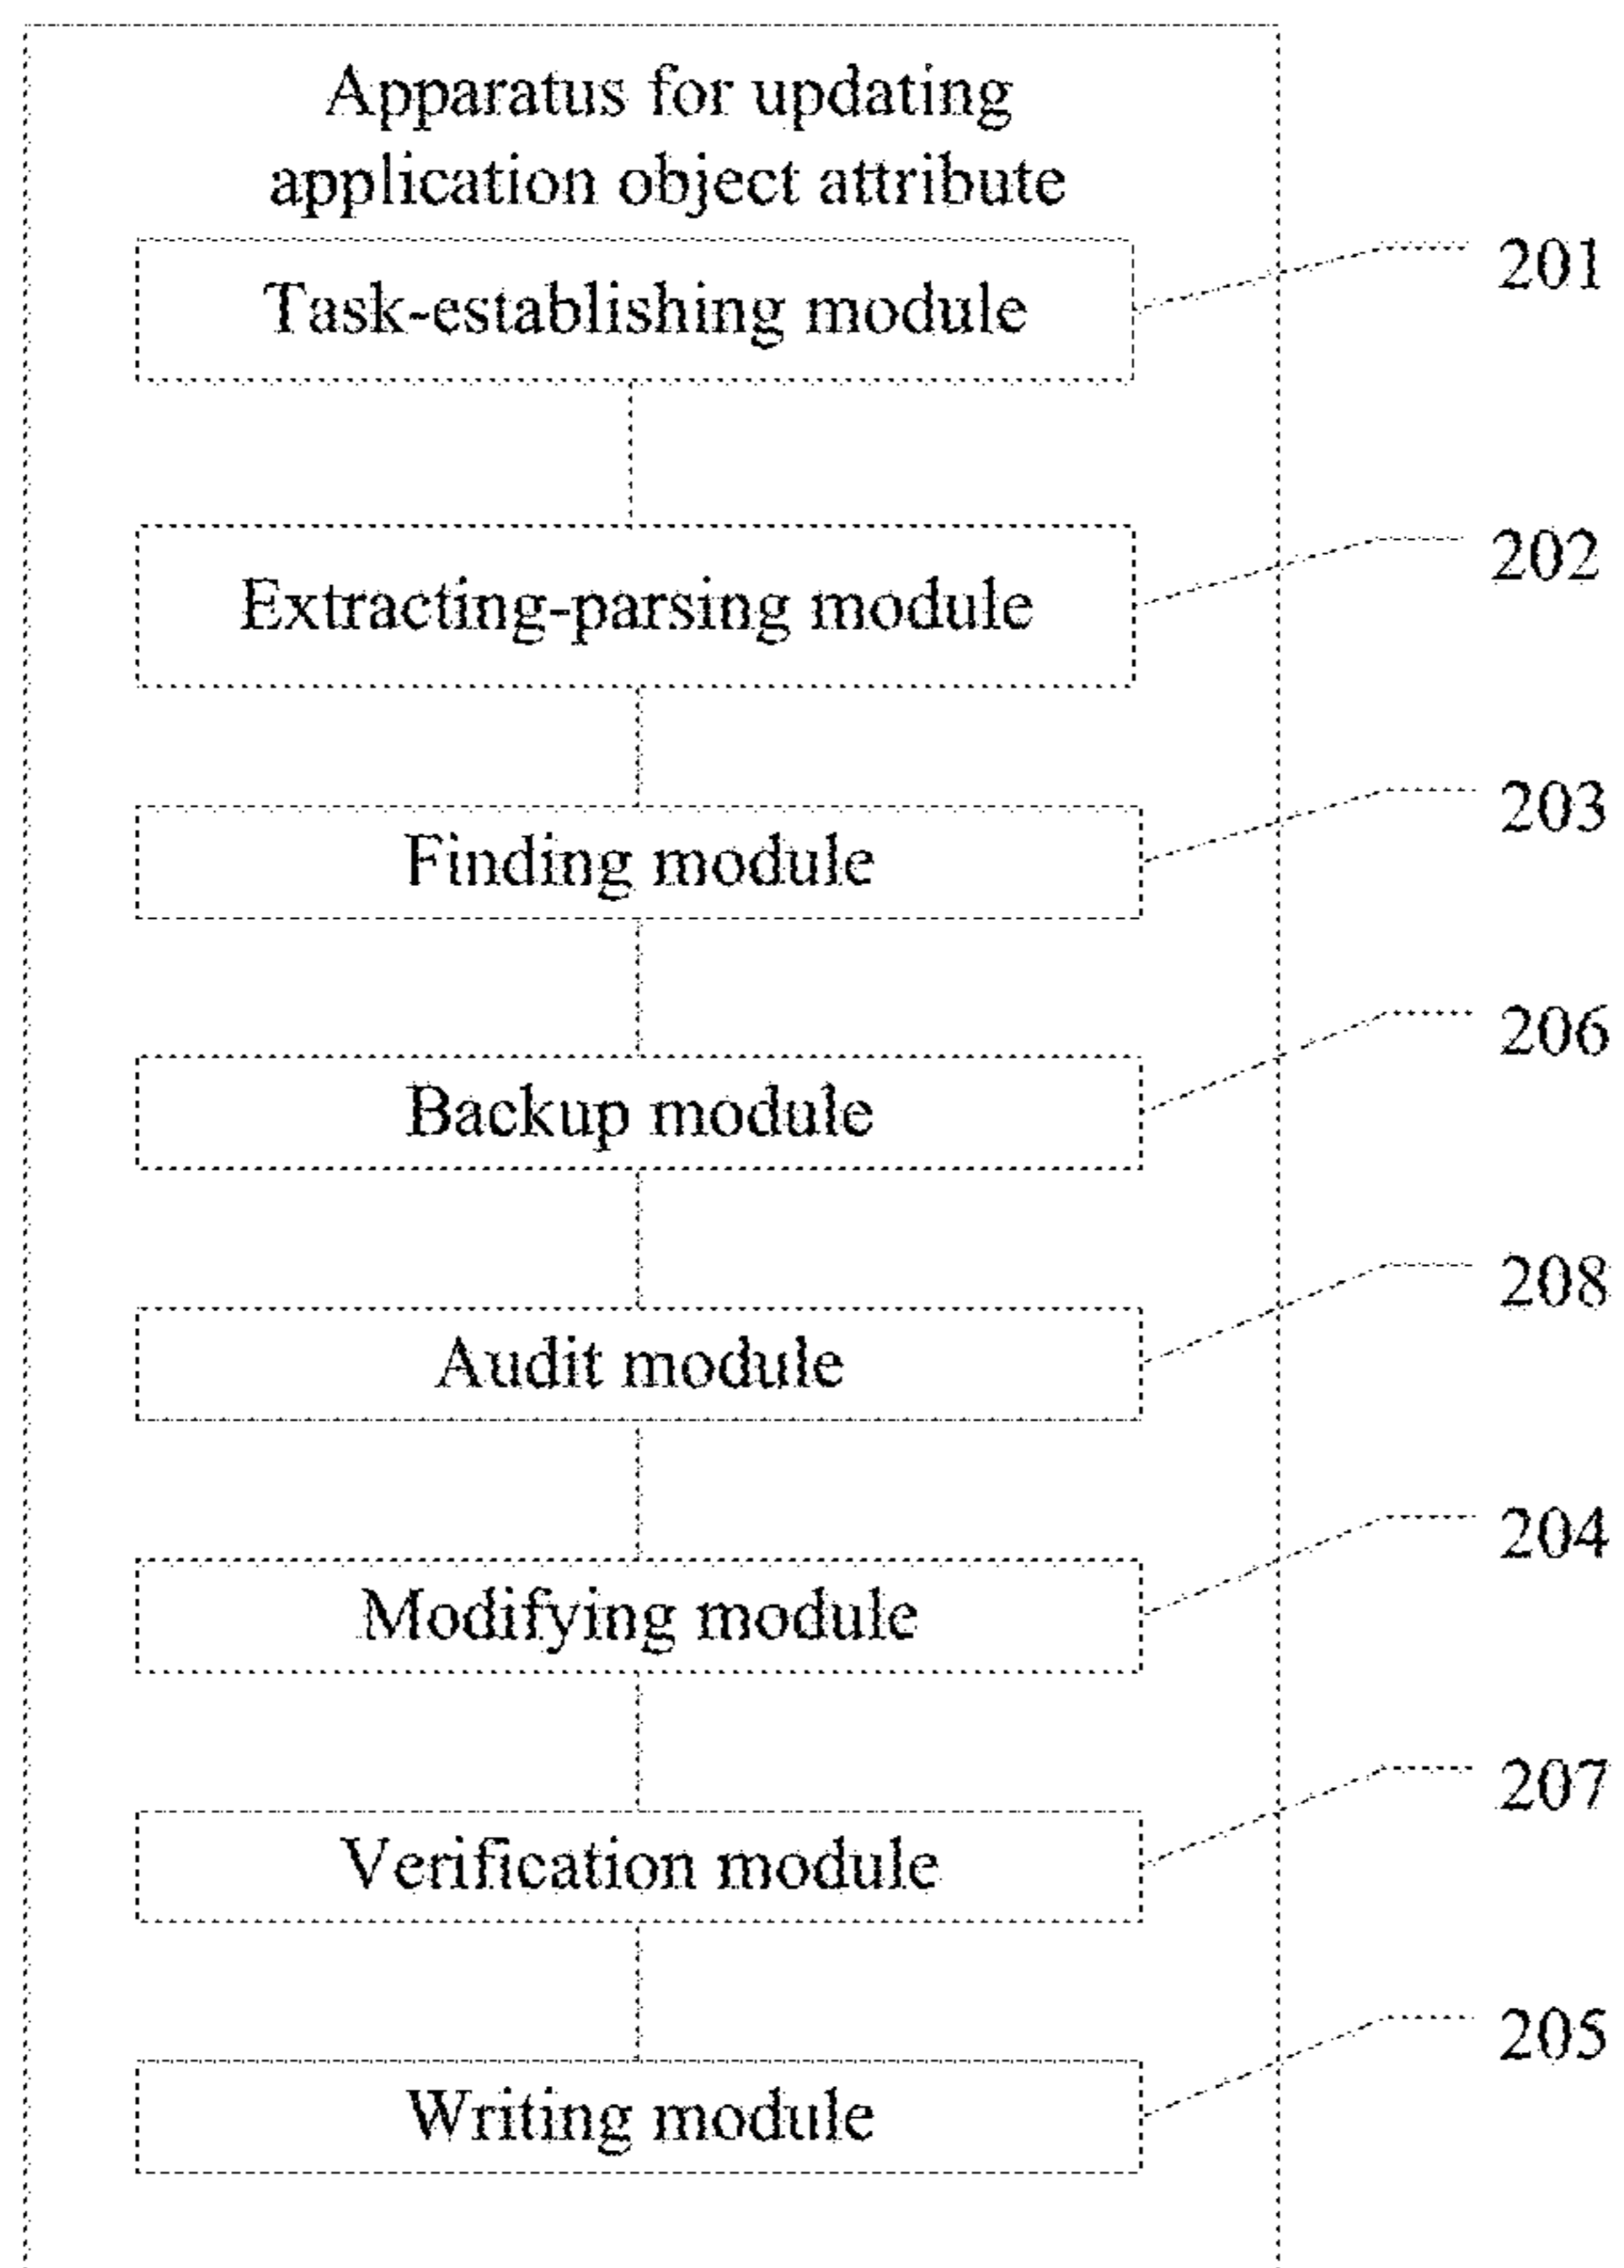 Apparatus for updating
application object attribute
Task-establishing module
201
Extracting-parsing module
202
Finding module
203
Backup module
206
Audit module
208
Modifying module
204
Verification module
207
Writing module
205